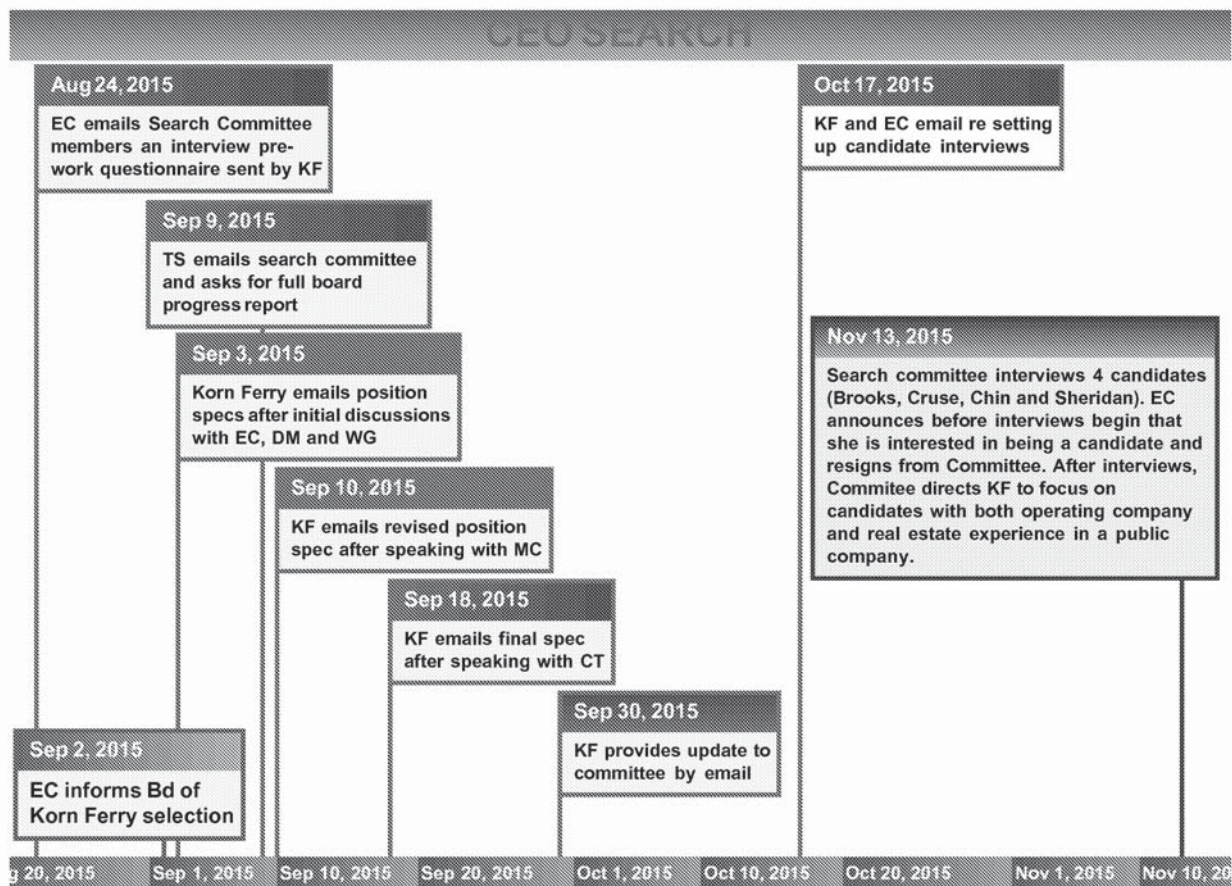 CEO SEARCH
Aug 24, 2015
EC emails Search Committee
members an interview pre-
work questionnaire sent by KF
Oct 17, 2015
KF and EC email re setting
up candidate interviews
Sep 9, 2015
TS emails search committee
and asks for full board
progress report
Sep 3, 2015
Korn Ferry emails position
specs after initial discussions
with EC, DM and WG
Nov 13, 2015
Search committee interviews 4 candidates
(Brooks, Cruse, Chin and Sheridan). EC
announces before interviews begin that
she is interested in being a candidate and
resigns from Committee. After interviews,
Commitee directs KF to focus on
candidates with both operating company
and real estate experience in a public
company.
Sep 10, 2015
KF emails revised position
spec after speaking with MC
Sep 18, 2015
KF emails final spec
after speaking with CT
Sep 30, 2015
KF provides update to
committee by email
Sep 2, 2015
EC informs Bd of
Korn Ferry selection
g 20, 2015 Sep 1, 2015 Sep 10, 2015 Sep 20, 2015 Oct 1, 2015 Oct 10, 2015 Oct 20, 2015 Nov 1, 2015 Nov 10, 20